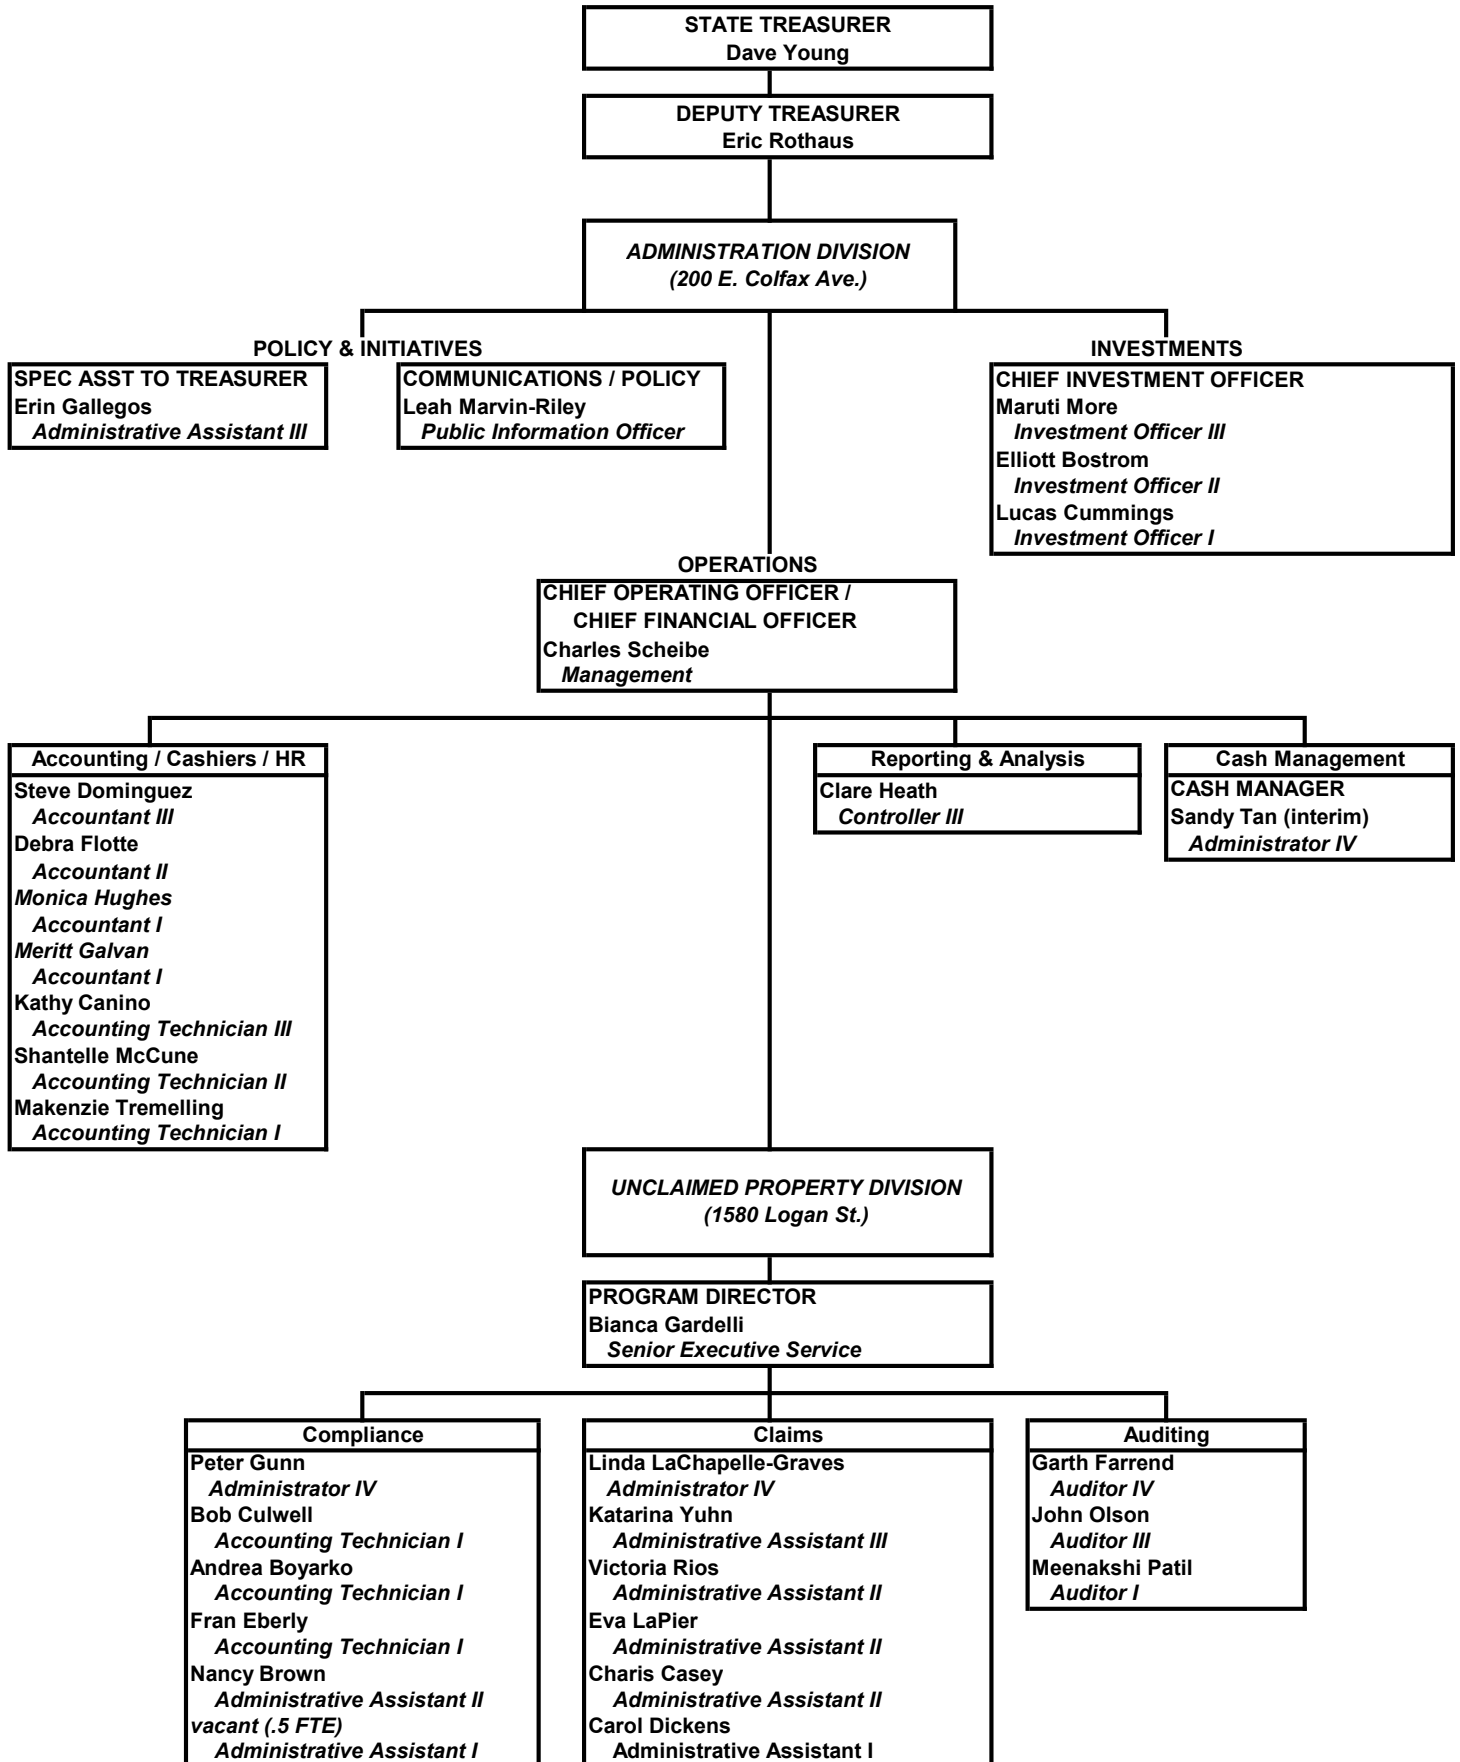 STATE TREASURER
Dave Young
DEPUTY TREASURER
Eric Rothaus
ADMINISTRATION DIVISION
(200 E. Colfax Ave.)
POLICY & INITIATIVES
SPEC ASST TO TREASURER
Erin Gallegos
Administrative Assistant III
COMMUNICATIONS / POLICY
Leah Marvin-Riley
Public Information Officer
INVESTMENTS
CHIEF INVESTMENT OFFICER
Maruti More
Investment Officer III
Elliott Bostrom
Investment Officer II
Lucas Cummings
Investment Officer I
OPERATIONS
CHIEF OPERATING OFFICER /
CHIEF FINANCIAL OFFICER
Charles Scheibe
Management
Accounting / Cashiers / HR
Steve Dominguez
Accountant III
Debra Flotte
Accountant II
Monica Hughes
Accountant I
Meritt Galvan
Accountant I
Kathy Canino
Accounting Technician III
Shantelle McCune
Accounting Technician II
Makenzie Tremelling
Accounting Technician I
Reporting & Analysis
Clare Heath
Controller III
Cash Management
CASH MANAGER
Sandy Tan (interim)
Administrator IV
UNCLAIMED PROPERTY DIVISION
(1580 Logan St.)
PROGRAM DIRECTOR
Bianca Gardelli
Senior Executive Service
Compliance
Peter Gunn
Administrator IV
Bob Culwell
Accounting Technician I
Andrea Boyarko
Accounting Technician I
Fran Eberly
Accounting Technician I
Nancy Brown
Administrative Assistant II
vacant (.5 FTE)
Administrative Assistant I
Claims
Linda LaChapelle-Graves
Administrator IV
Katarina Yuhn
Administrative Assistant III
Victoria Rios
Administrative Assistant II
Eva LaPier
Administrative Assistant II
Charis Casey
Administrative Assistant II
Carol Dickens
Administrative Assistant I
Auditing
Garth Farrend
Auditor IV
John Olson
Auditor III
Meenakshi Patil
Auditor I